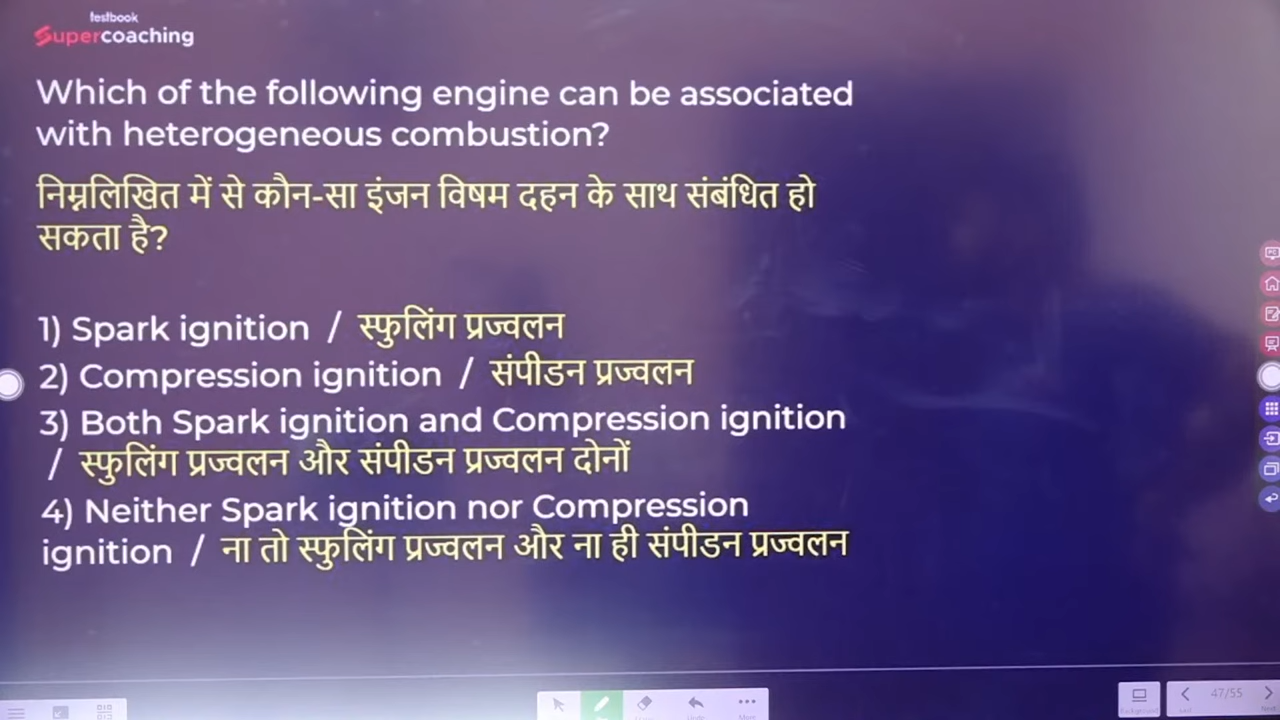 testbook
Supercoaching
Which of the following engine can be associated
with heterogeneous combustion?
निम्नलिखित में से कौन-सा इंजन विषम दहन के साथ संबंधित हो
सकता है?
1) Spark ignition / स्फुलिंग प्रज्वलन
2) Compression ignition / संपीडन प्रज्वलन
3) Both Spark ignition and Compression ignition
/ स्फुलिंग प्रज्वलन और संपीडन प्रज्वलन दोनों
4) Neither Spark ignition nor Compression
ignition / ना तो स्फुलिंग प्रज्वलन और ना ही संपीडन प्रज्वलन
47/55